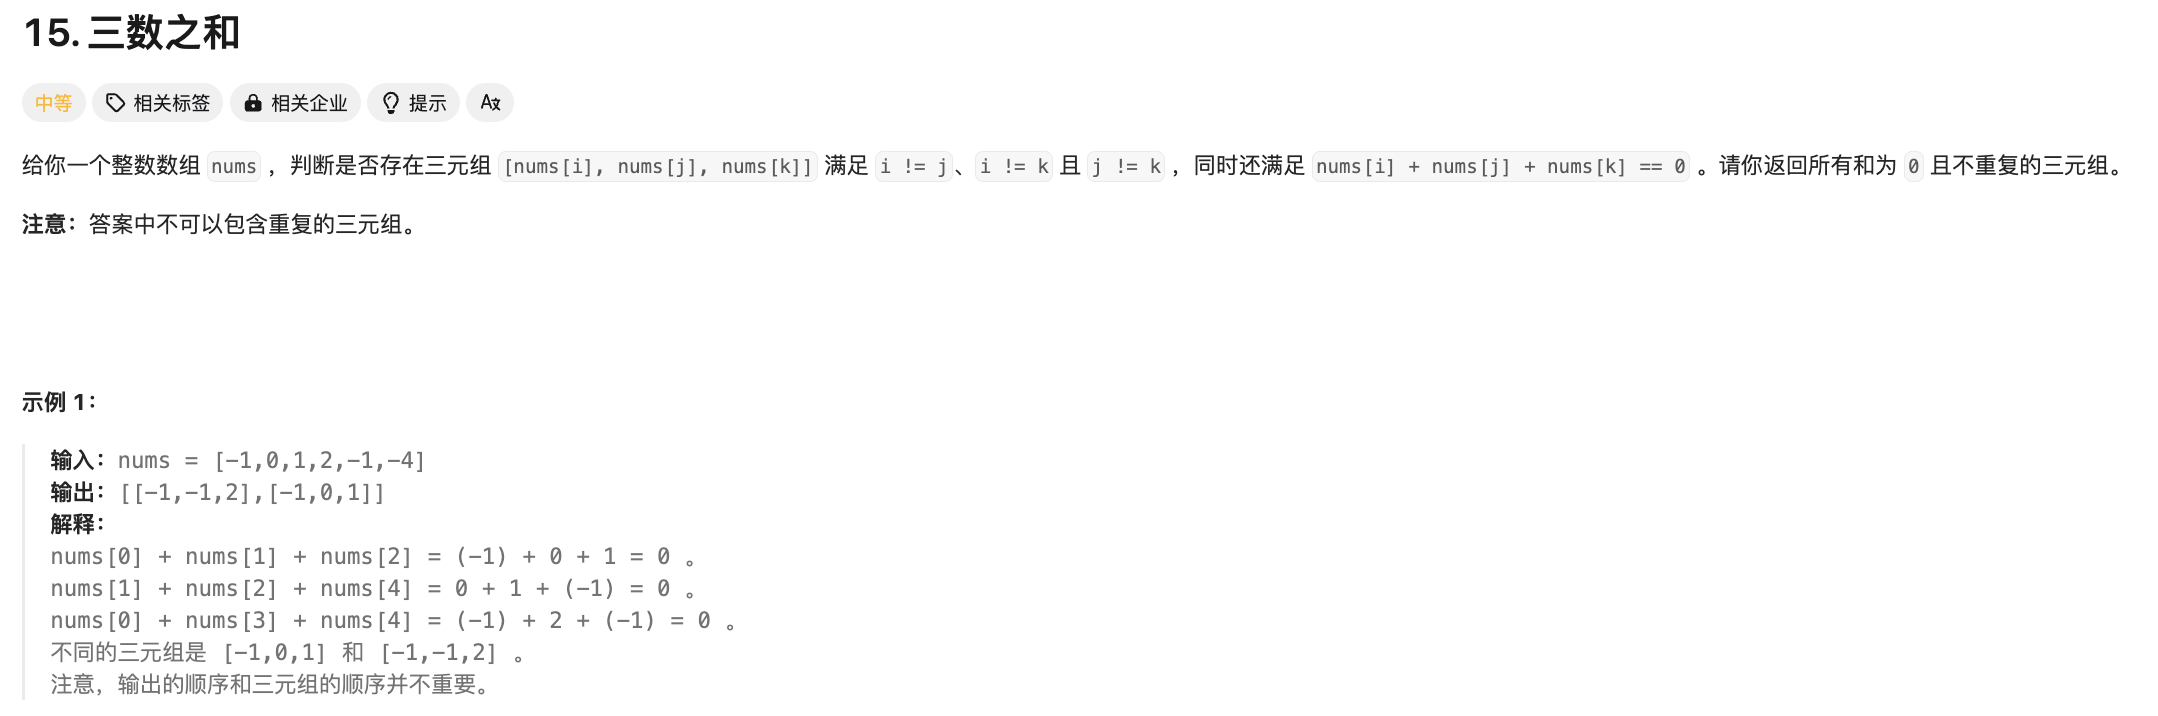 15. 三数之和
中等 相关标签 相关企业 提示 A文
给你一个整数数组 nums ，判断是否存在三元组 [nums[i], nums[j], nums[k]] 满足 i != j、i != k 且 j != k ，同时还满足 nums[i] + nums[j] + nums[k] == 0 。请你返回所有和为 0 且不重复的三元组。
注意：答案中不可以包含重复的三元组。
示例 1：
输入：nums = [-1,0,1,2,-1,-4]
输出：[[-1,-1,2],[-1,0,1]]
解释：
nums[0] + nums[1] + nums[2] = (-1) + 0 + 1 = 0 。
nums[1] + nums[2] + nums[4] = 0 + 1 + (-1) = 0 。
nums[0] + nums[3] + nums[4] = (-1) + 2 + (-1) = 0 。
不同的三元组是 [-1,0,1] 和 [-1,-1,2] 。
注意，输出的顺序和三元组的顺序并不重要。